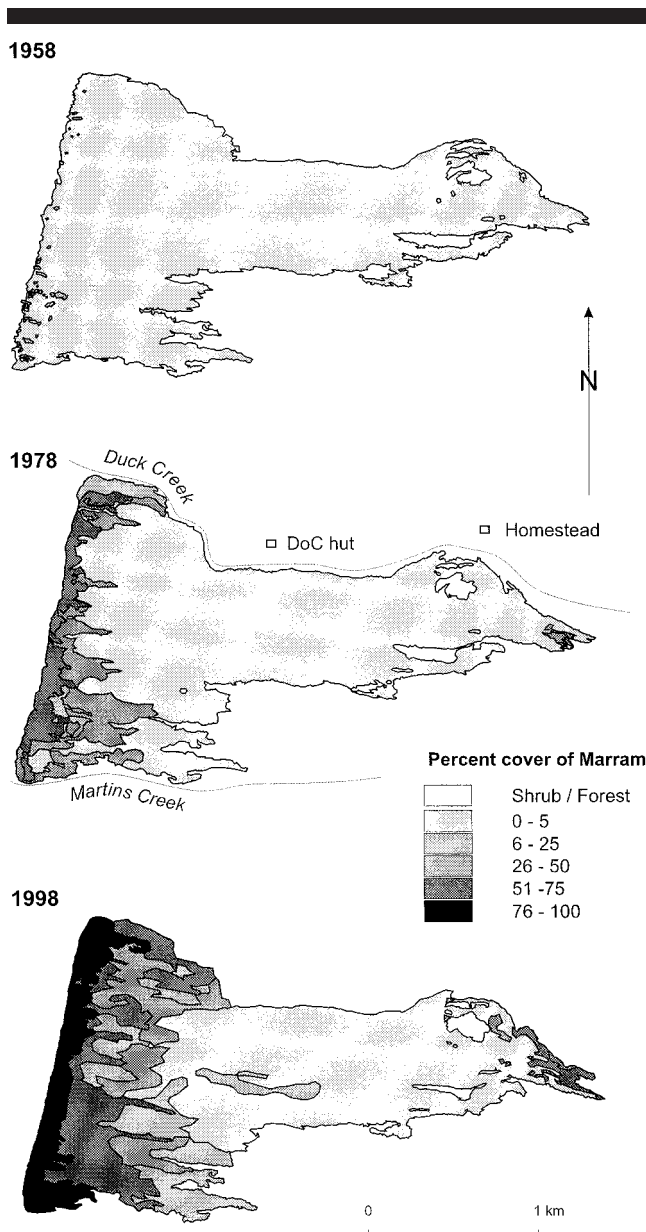 1958
N
1978
Duck Creek
DoC hut
Homestead
Martins Creek
Percent cover of Marram
Shrub / Forest
0 - 5
6 - 25
26 - 50
51 -75
76 - 100
1998
0 1 km